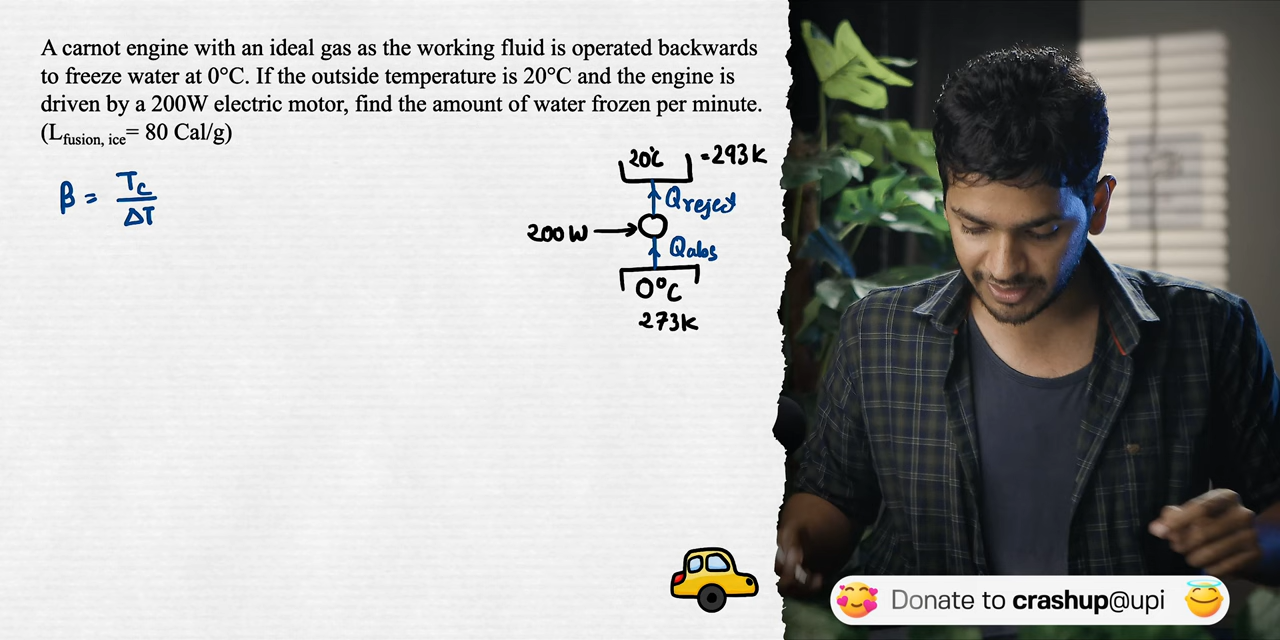 A carnot engine with an ideal gas as the working fluid is operated backwards
to freeze water at 0°C. If the outside temperature is 20°C and the engine is
driven by a 200W electric motor, find the amount of water frozen per minute.
(Lfusion, ice= 80 Cal/g)
β = Tc/ΔT
20°C = 293K
Qreject
200W
Qabs
0°C
273K
Donate to crashup@upi